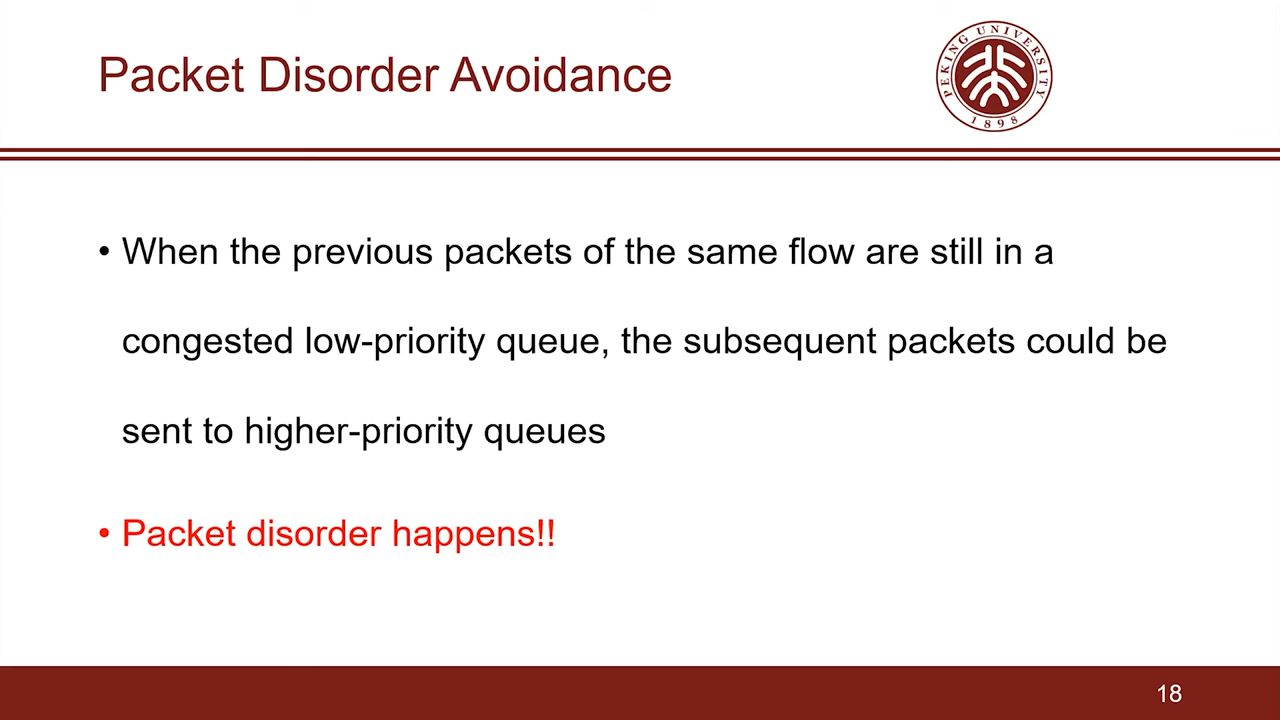 Packet Disorder Avoidance
PEKING UNIVERSITY
1898
• When the previous packets of the same flow are still in a
congested low-priority queue, the subsequent packets could be
sent to higher-priority queues
• Packet disorder happens!!
18